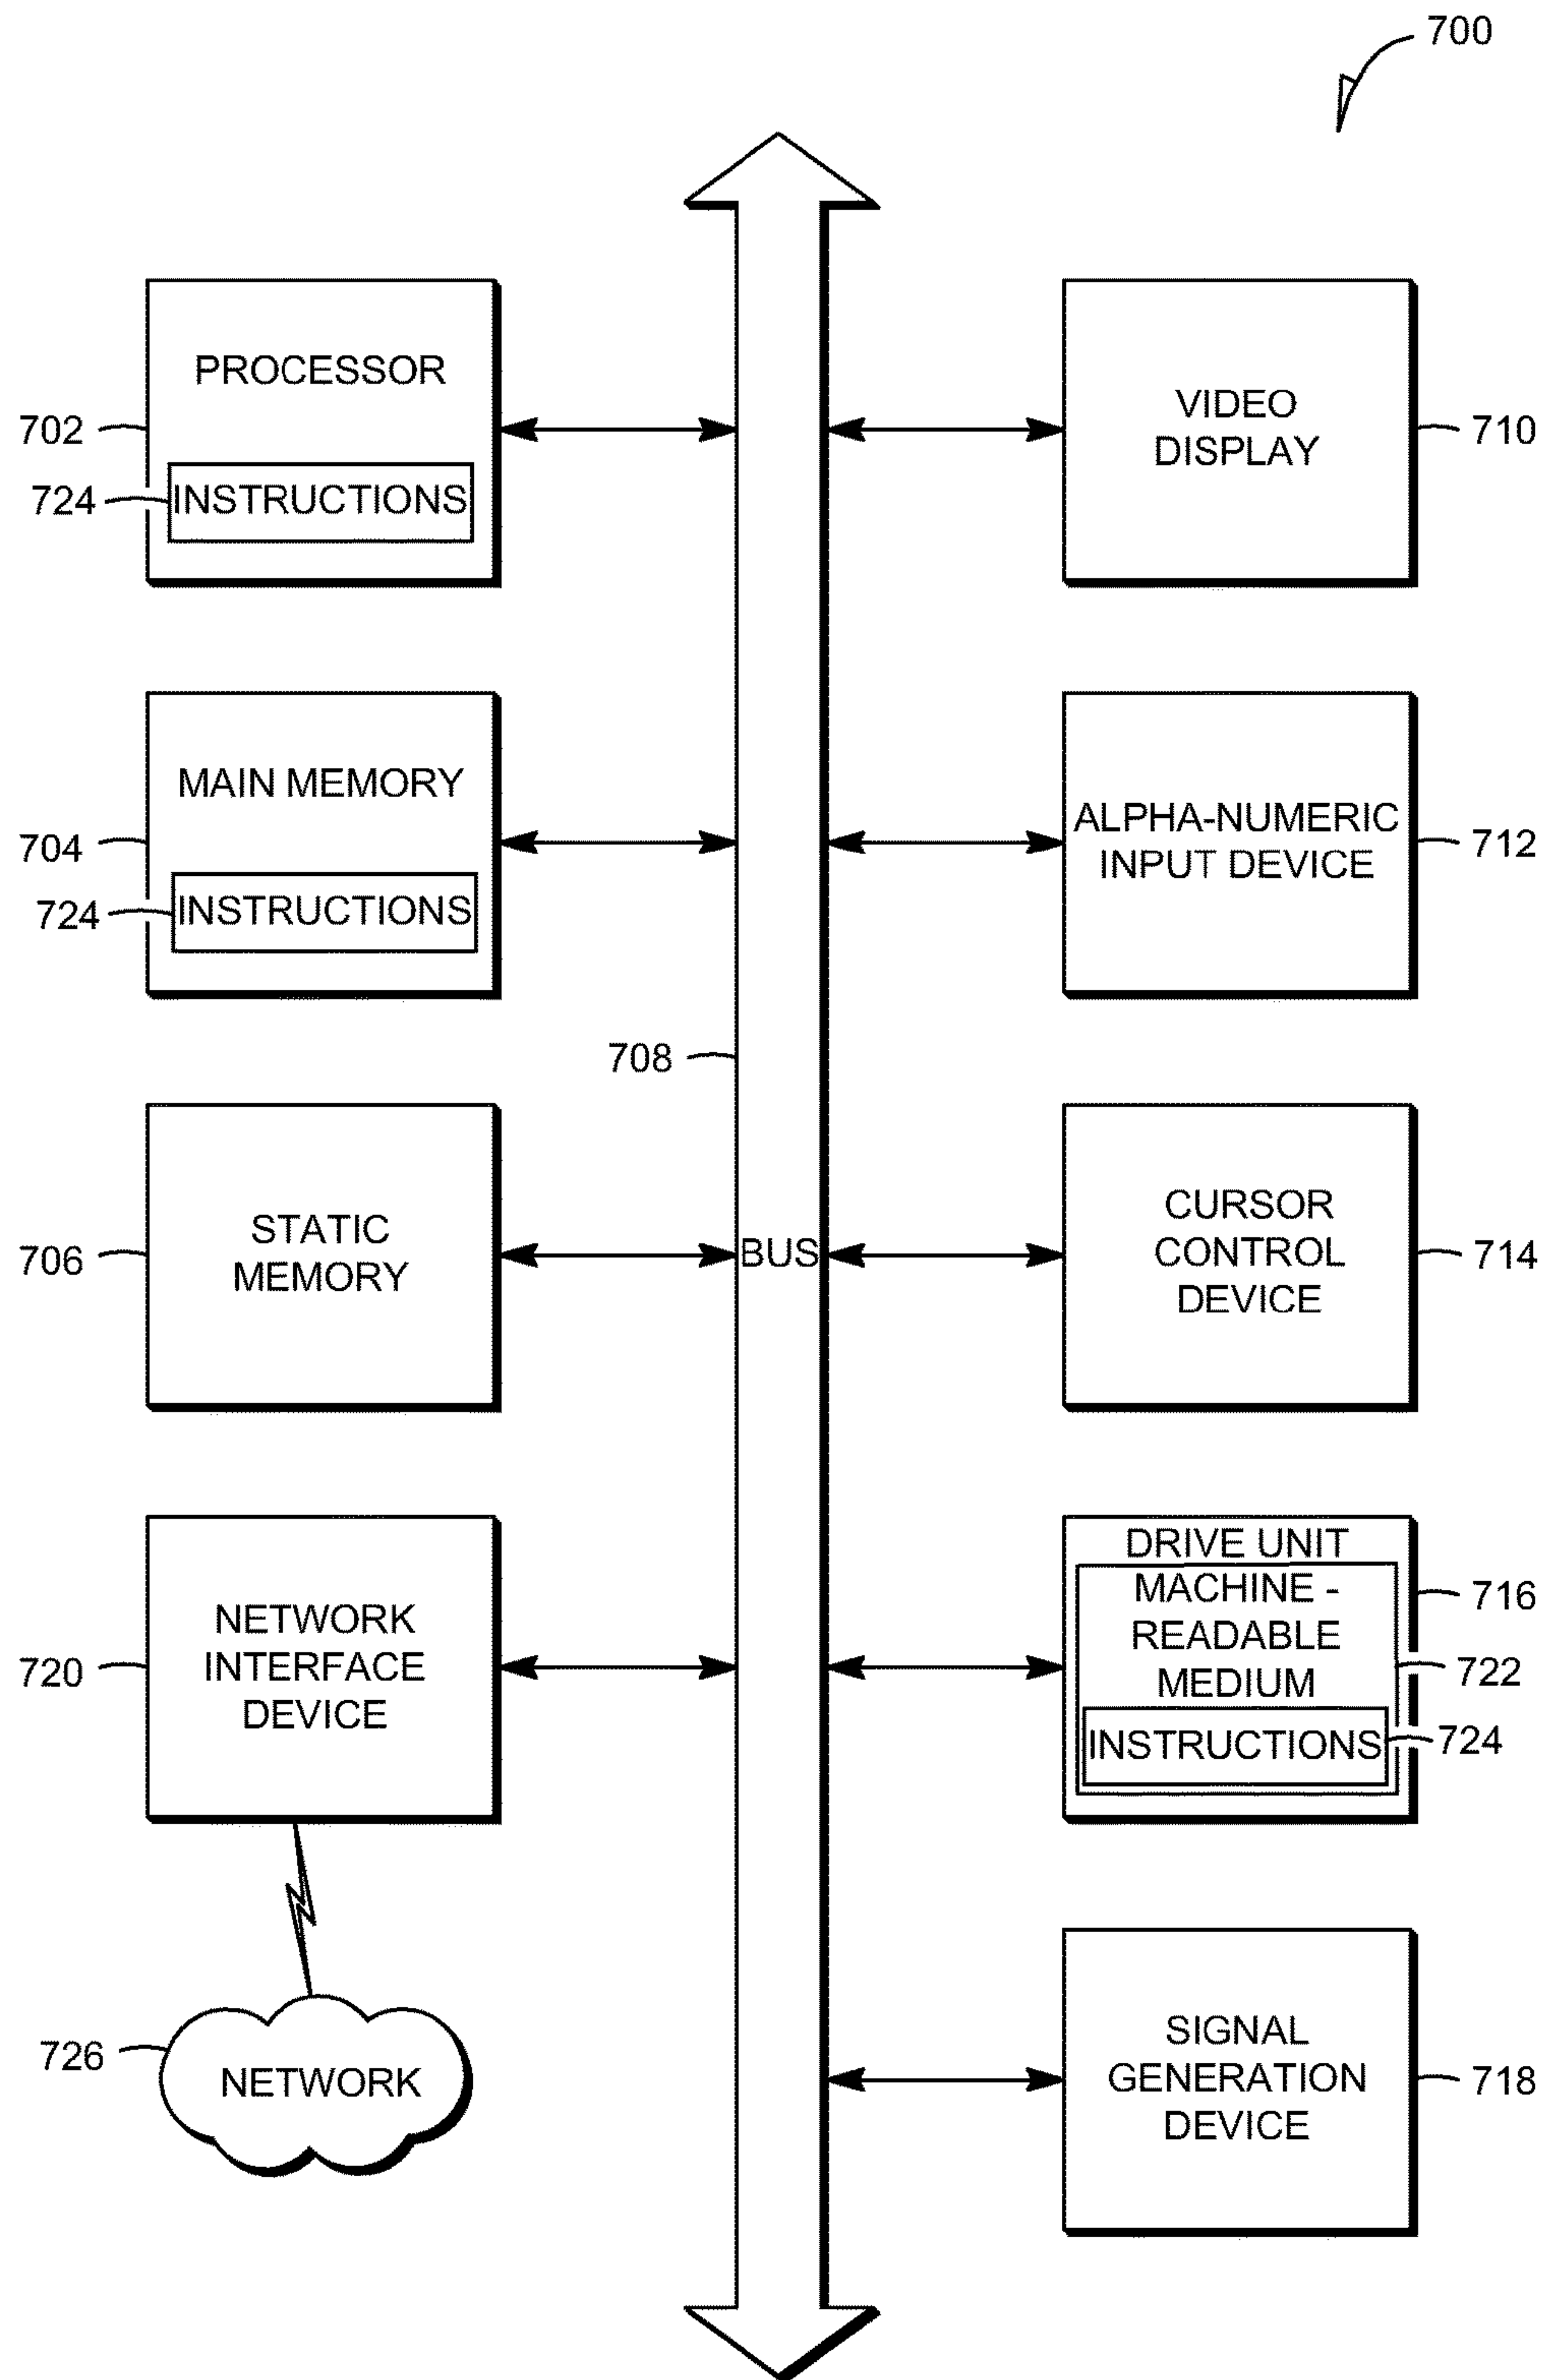 700
PROCESSOR
702
724
INSTRUCTIONS
VIDEO
DISPLAY
710
MAIN MEMORY
704
724
INSTRUCTIONS
ALPHA-NUMERIC
INPUT DEVICE
712
708
BUS
STATIC
MEMORY
706
CURSOR
CONTROL
DEVICE
714
NETWORK
INTERFACE
DEVICE
720
DRIVE UNIT
716
MACHINE -
READABLE
MEDIUM
722
INSTRUCTIONS
724
726
NETWORK
SIGNAL
GENERATION
DEVICE
718